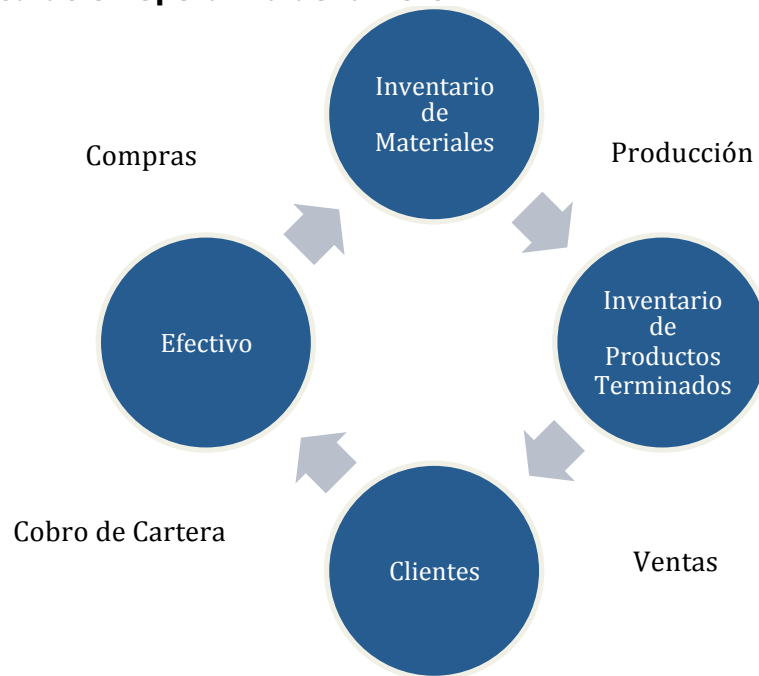 Inventario
de
Materiales
Compras
Producción
Efectivo
Inventario
de
Productos
Terminados
Cobro de Cartera
Clientes
Ventas